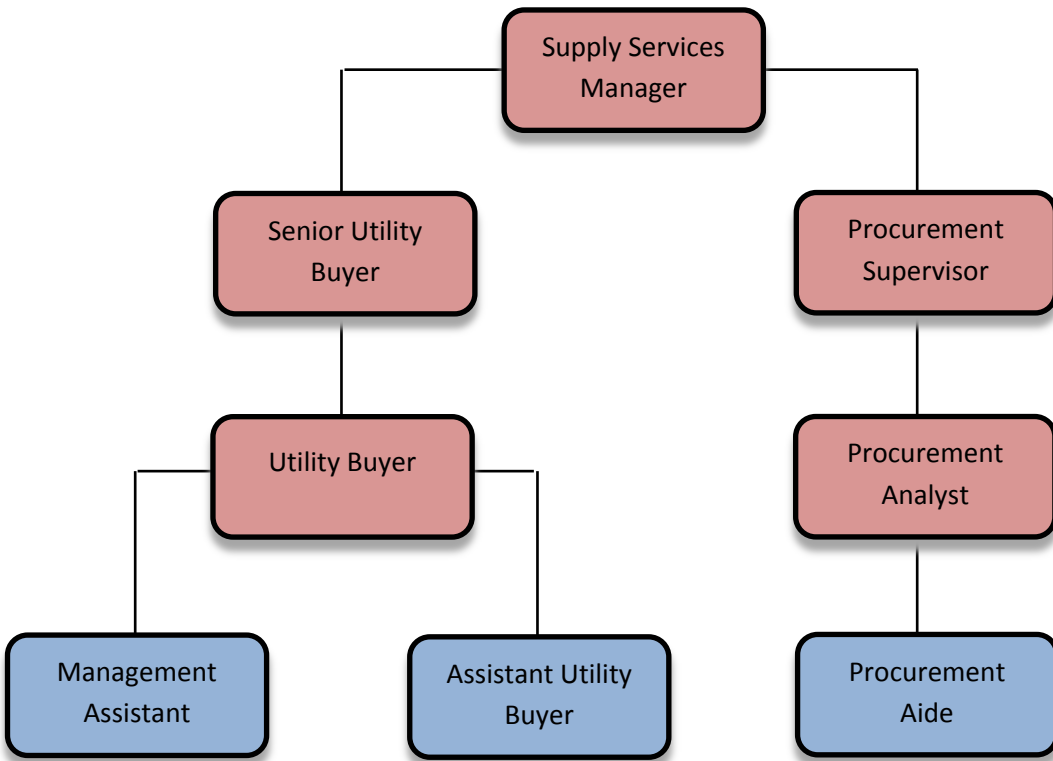 Supply Services
Manager
Senior Utility
Buyer
Procurement
Supervisor
Utility Buyer
Procurement
Analyst
Management
Assistant
Assistant Utility
Buyer
Procurement
Aide